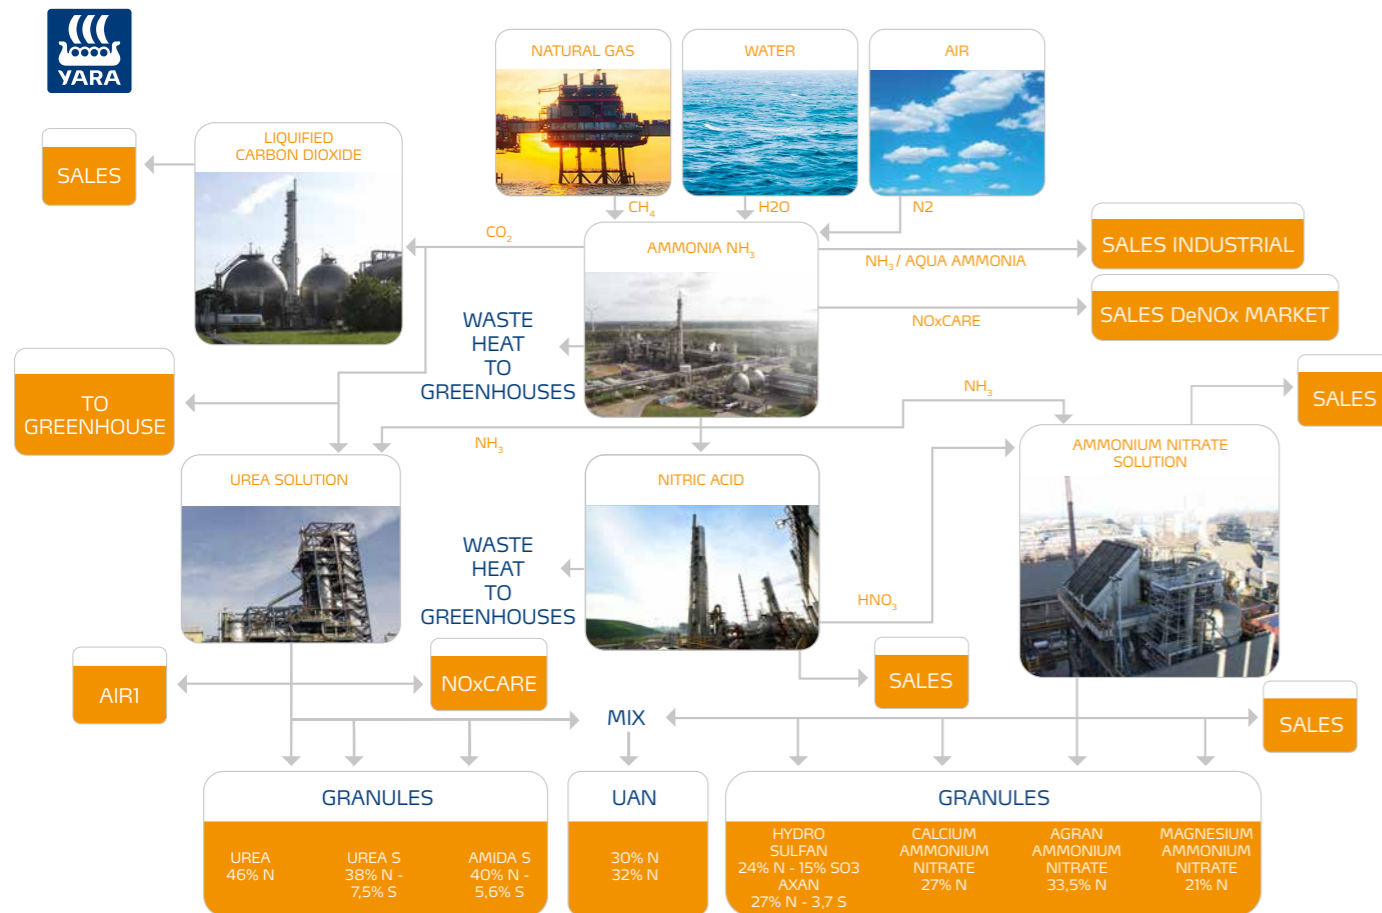 YARA
NATURAL GAS
WATER
AIR
LIQUIFIED
CARBON DIOXIDE
SALES
CH₄
H2O
N2
CO₂
AMMONIA NH₃
NH₃ / AQUA AMMONIA
SALES INDUSTRIAL
NOxCARE
SALES DeNOx MARKET
WASTE
HEAT
TO
GREENHOUSES
TO
GREENHOUSE
NH₃
NH₃
SALES
UREA SOLUTION
NITRIC ACID
AMMONIUM NITRATE
SOLUTION
WASTE
HEAT
TO
GREENHOUSES
HNO₃
AIR1
NOxCARE
SALES
MIX
SALES
GRANULES
UREA
46% N
UREA S
38% N -
7,5% S
AMIDA S
40% N -
5,6% S
UAN
30% N
32% N
GRANULES
HYDRO
SULFAN
24% N - 15% SO3
AXAN
27% N - 3,7 S
CALCIUM
AMMONIUM
NITRATE
27% N
AGRAN
AMMONIUM
NITRATE
33,5% N
MAGNESIUM
AMMONIUM
NITRATE
21% N